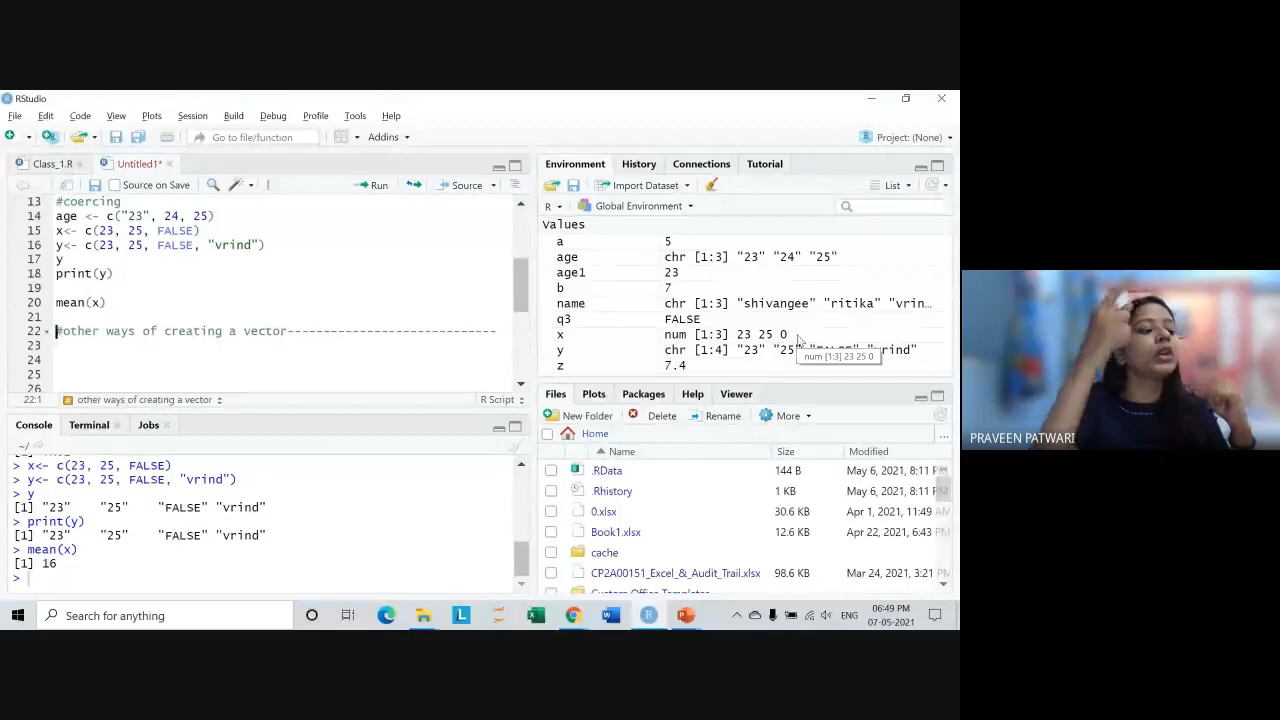 RStudio
File Edit Code View Plots Session Build Debug Profile Tools Help
Go to file/function Addins Project: (None)
Class_1.R Untitled1*
Source on Save Run Source
13 #coercing
14 age <- c("23", 24, 25)
15 x<- c(23, 25, FALSE)
16 y<- c(23, 25, FALSE, "vrind")
17 y
18 print(y)
19
20 mean(x)
21
22 #other ways of creating a vector-----------------------------
23
24
25
26
22:1 other ways of creating a vector R Script
Console Terminal Jobs
~/
> x<- c(23, 25, FALSE)
> y<- c(23, 25, FALSE, "vrind")
> y
[1] "23" "25" "FALSE" "vrind"
> print(y)
[1] "23" "25" "FALSE" "vrind"
> mean(x)
[1] 16
>
Environment History Connections Tutorial
Import Dataset List
R Global Environment
Values
a 5
age chr [1:3] "23" "24" "25"
age1 23
b 7
name chr [1:3] "shivangee" "ritika" "vrin…
q3 FALSE
x num [1:3] 23 25 0
y chr [1:4] "23" "25"
num [1:3] 23 25 0
z 7.4
Files Plots Packages Help Viewer
New Folder Delete Rename More
Home ...
Name Size Modified
.RData 144 B May 6, 2021, 8:11 PM
.Rhistory 1 KB May 6, 2021, 8:11 PM
0.xlsx 30.6 KB Apr 1, 2021, 11:49 AM
Book1.xlsx 12.6 KB Apr 22, 2021, 6:43
cache
CP2A00151_Excel_&_Audit_Trail.xlsx 98.6 KB Mar 24, 2021, 3:21
PRAVEEN PATWARI
Search for anything
ENG
06:49 PM
07-05-2021